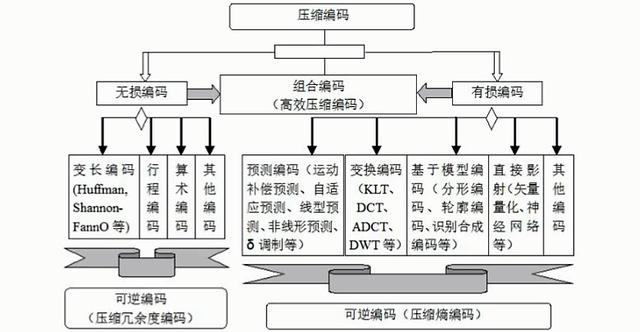 压缩编码
组合编码
(高效压缩编码)
无损编码
有损编码
变长编码
(Huffman,
Shannon-
FannO 等)
行程编码
算术编码
其他编码
预测编码（运动
补偿预测、自适
应预测、线型预
测、非线形预测、
δ 调制等）
变换编码
(KLT、
DCT、
ADCT、
DWT 等）
基于模型编
码（分形编
码、轮廓编
码、识别合成
编码等）
直接影
射(矢量
量化、神
经网络
等）
其他编码
可逆编码
（压缩冗余度编码）
可逆编码（压缩熵编码）